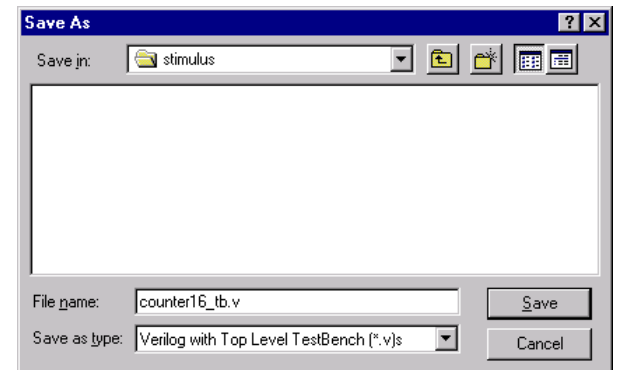 Save As
Save in: stimulus
File name: counter16_tb.v Save
Save as type: Verilog with Top Level TestBench (*.v)s Cancel